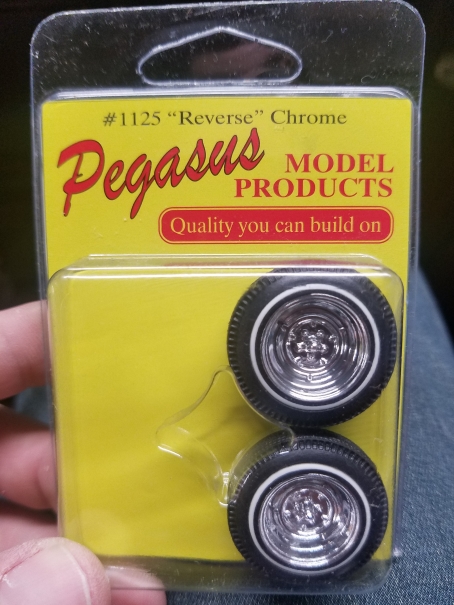 #1125 “Reverse” Chrome
Pegasus
MODEL
PRODUCTS
Quality you can build on